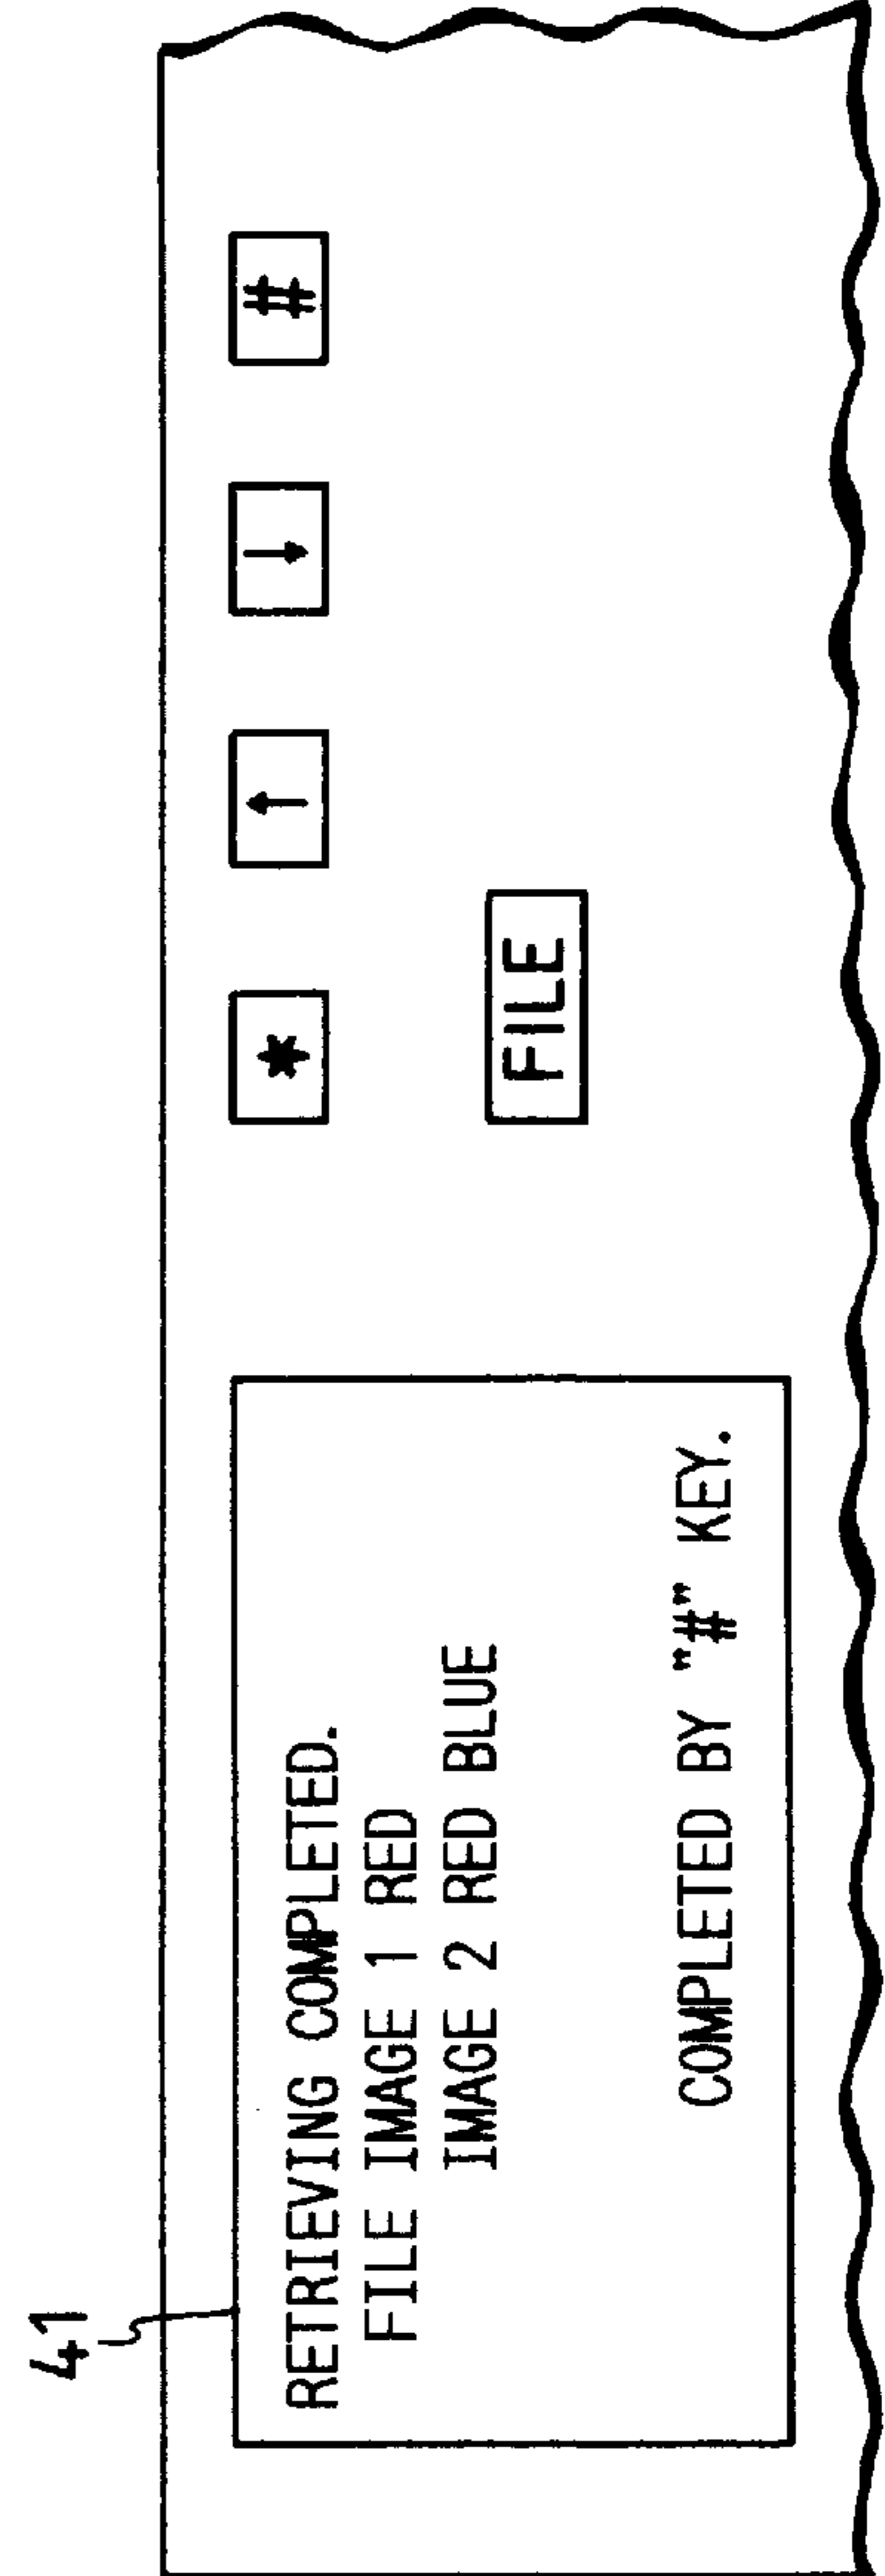 41
RETRIEVING COMPLETED.
FILE IMAGE 1 RED
IMAGE 2 RED BLUE
COMPLETED BY "#" KEY.
* ↑ ↓ #
FILE